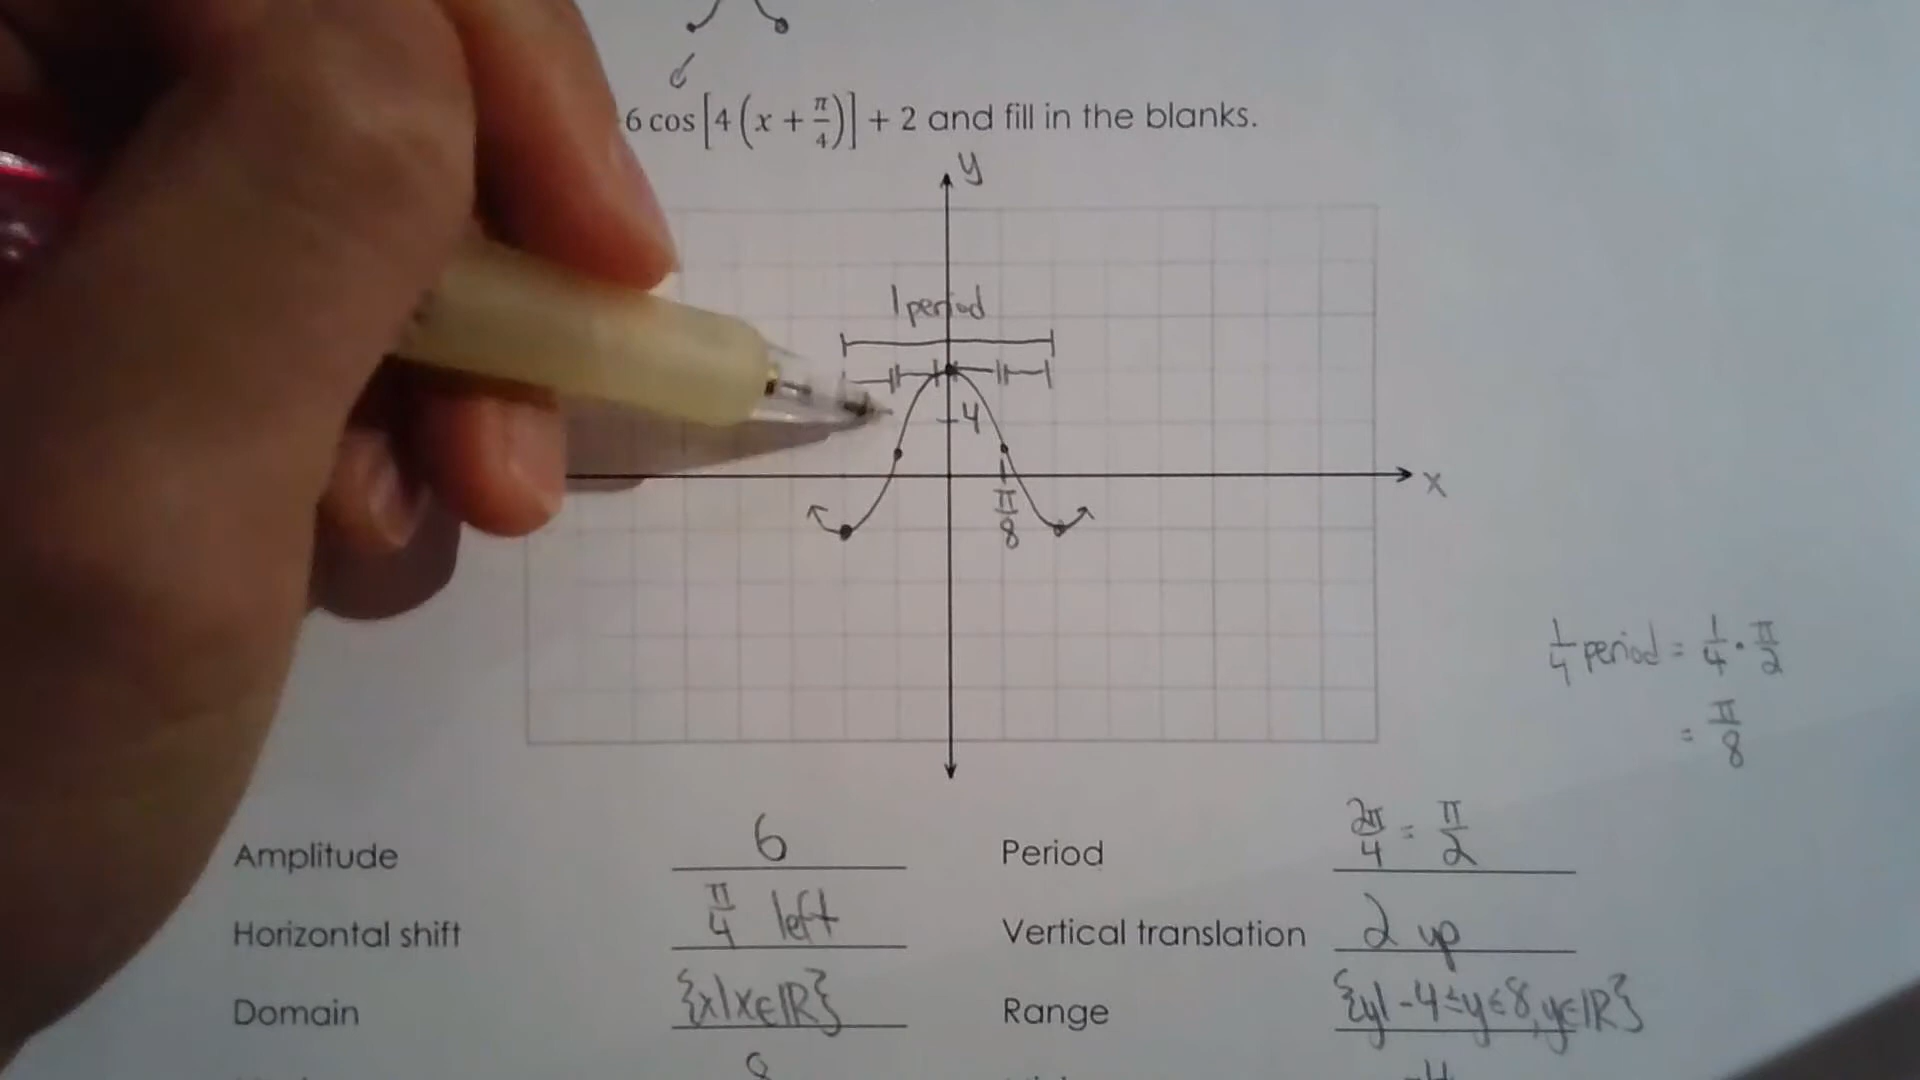 6 cos[4(x + π/4)] + 2 and fill in the blanks.
y
1 period
4
x
π/8
1/4 period = 1/4 · π/2
= π/8
Amplitude 6 Period 2π/4 = π/2
Horizontal shift π/4 left Vertical translation 2 up
Domain {x|x∈ℝ} Range {y|-4≤y≤8, y∈ℝ}